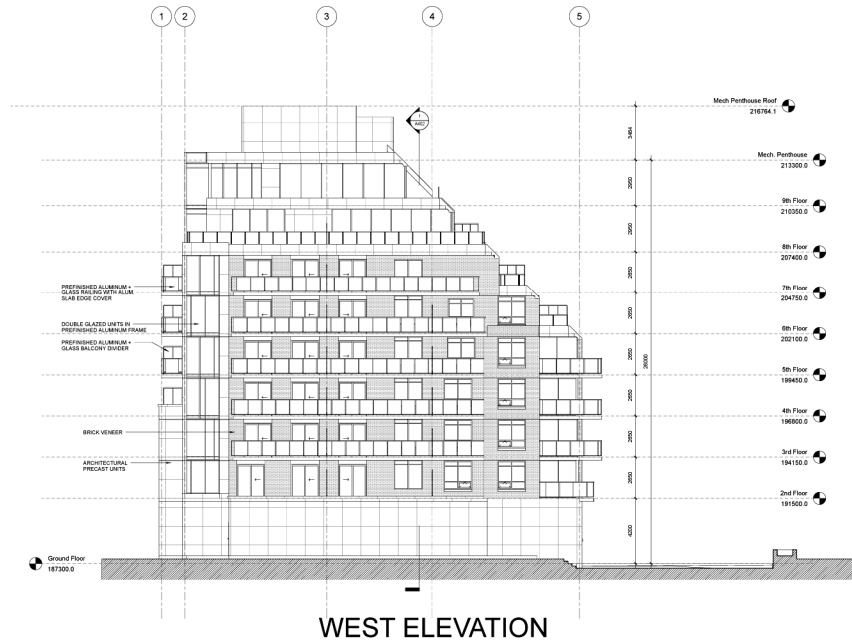 1
2
3
4
5
Mech Penthouse Roof
216764.1
1
A402
3464
Mech. Penthouse
213300.0
2950
9th Floor
210350.0
2950
8th Floor
207400.0
2650
PREFINISHED ALUMINUM +
GLASS RAILING WITH ALUM.
SLAB EDGE COVER
7th Floor
204750.0
2650
DOUBLE GLAZED UNITS IN
PREFINISHED ALUMINUM FRAME
6th Floor
202100.0
PREFINISHED ALUMINUM +
GLASS BALCONY DIVIDER
2650
26000
5th Floor
199450.0
2650
4th Floor
196800.0
BRICK VENEER
2650
3rd Floor
194150.0
ARCHITECTURAL
PRECAST UNITS
2650
2nd Floor
191500.0
4200
Ground Floor
187300.0
WEST ELEVATION